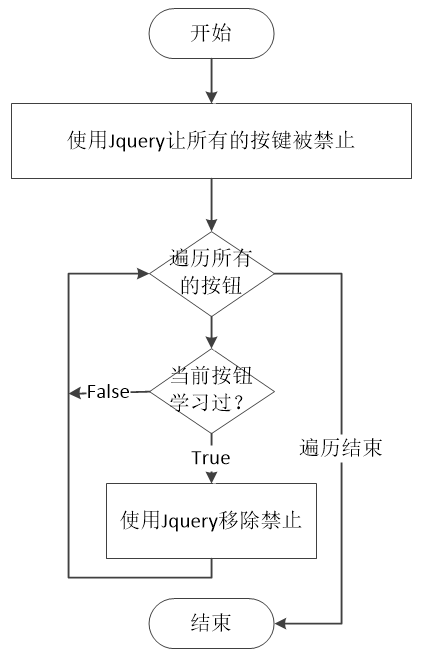 开始
使用Jquery让所有的按键被禁止
遍历所有
的按钮
当前按钮
学习过？
False
True
遍历结束
使用Jquery移除禁止
结束